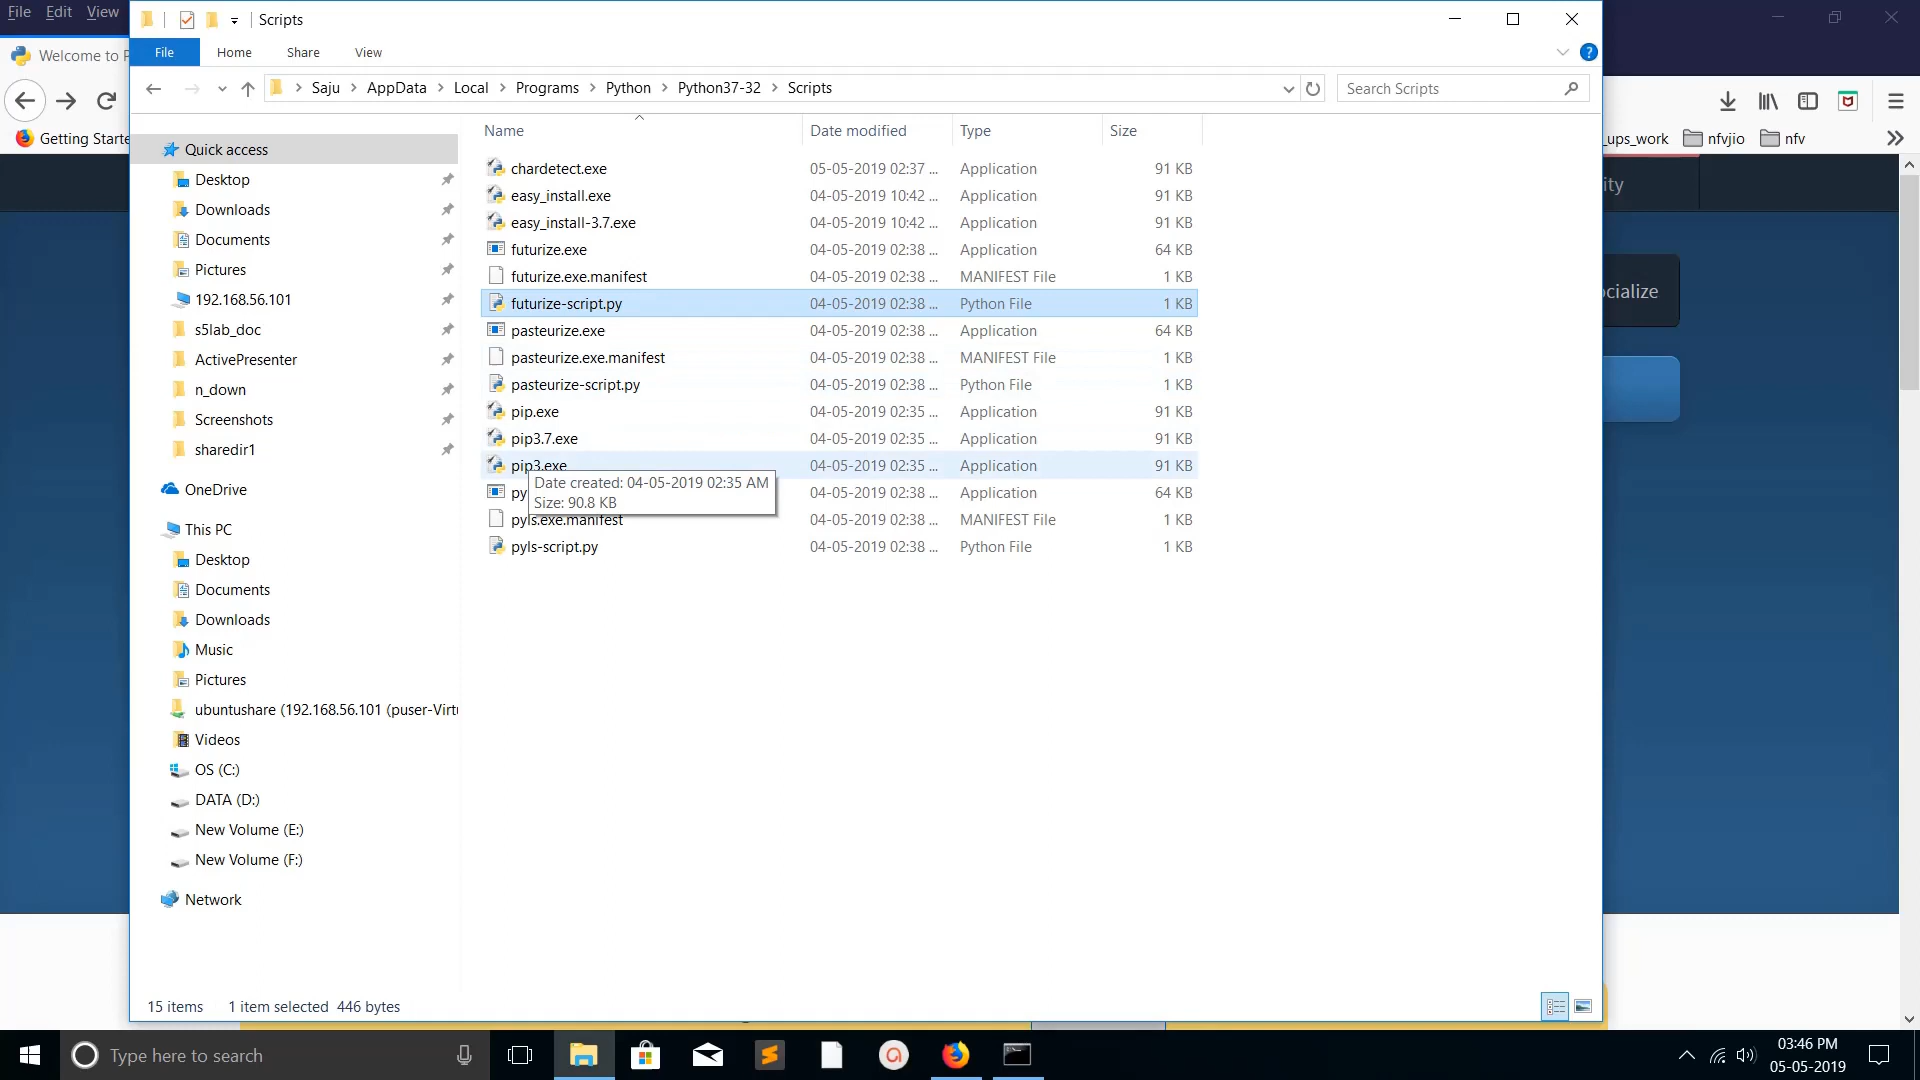 File Edit View
Scripts
Welcome to P
File Home Share View
Saju AppData Local Programs Python Python37-32 Scripts
Search Scripts
Getting Starte
_ups_work nfvjio nfv
Name Date modified Type Size
Quick access
Desktop
Downloads
Documents
Pictures
192.168.56.101
s5lab_doc
ActivePresenter
n_down
Screenshots
sharedir1
OneDrive
This PC
Desktop
Documents
Downloads
Music
Pictures
ubuntushare (192.168.56.101 (puser-Virtu
Videos
OS (C:)
DATA (D:)
New Volume (E:)
New Volume (F:)
Network
chardetect.exe 05-05-2019 02:37 ... Application 91 KB
easy_install.exe 04-05-2019 10:42 ... Application 91 KB
easy_install-3.7.exe 04-05-2019 10:42 ... Application 91 KB
futurize.exe 04-05-2019 02:38 ... Application 64 KB
futurize.exe.manifest 04-05-2019 02:38 ... MANIFEST File 1 KB
futurize-script.py 04-05-2019 02:38 ... Python File 1 KB
pasteurize.exe 04-05-2019 02:38 ... Application 64 KB
pasteurize.exe.manifest 04-05-2019 02:38 ... MANIFEST File 1 KB
pasteurize-script.py 04-05-2019 02:38 ... Python File 1 KB
pip.exe 04-05-2019 02:35 ... Application 91 KB
pip3.7.exe 04-05-2019 02:35 ... Application 91 KB
pip3.exe 04-05-2019 02:35 ... Application 91 KB
py 04-05-2019 02:38 ... Application 64 KB
Date created: 04-05-2019 02:35 AM
Size: 90.8 KB
pyls.exe.manifest 04-05-2019 02:38 ... MANIFEST File 1 KB
pyls-script.py 04-05-2019 02:38 ... Python File 1 KB
ity
ocialize
15 items 1 item selected 446 bytes
Type here to search
03:46 PM
05-05-2019